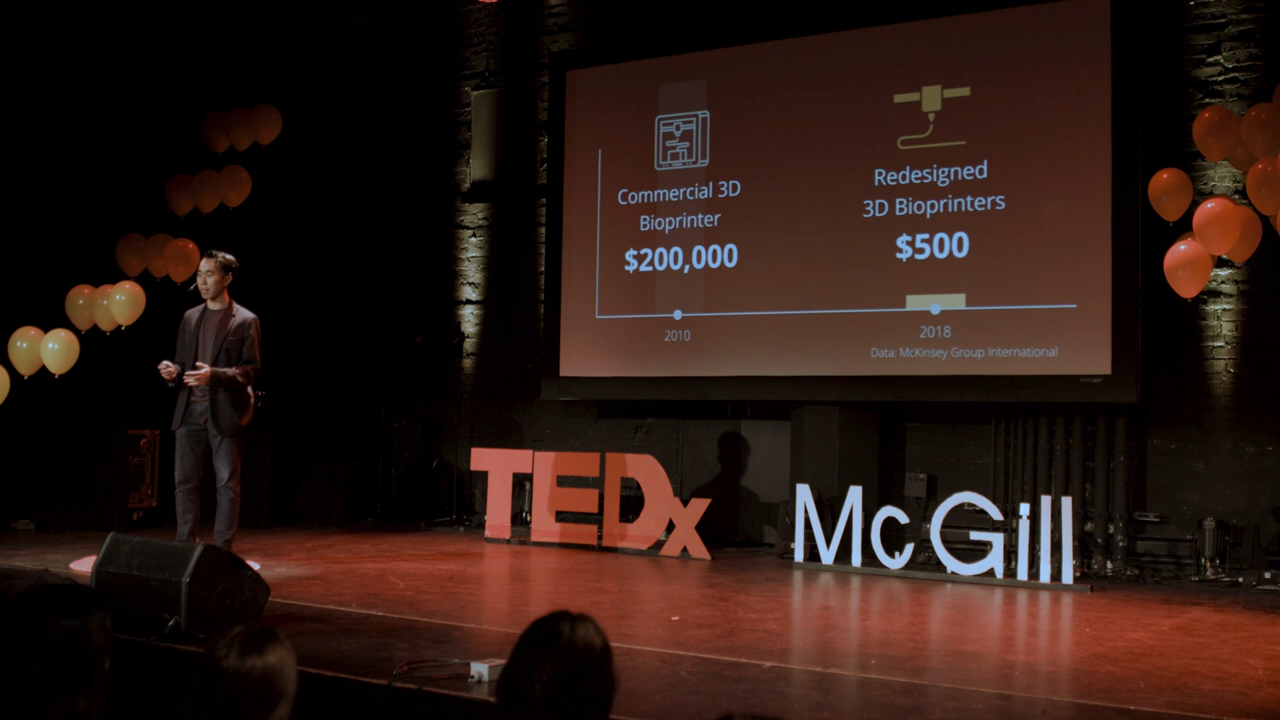 Commercial 3D
Bioprinter
$200,000
Redesigned
3D Bioprinters
$500
2010
2018
Data: McKinsey Group International
TEDx
McGill